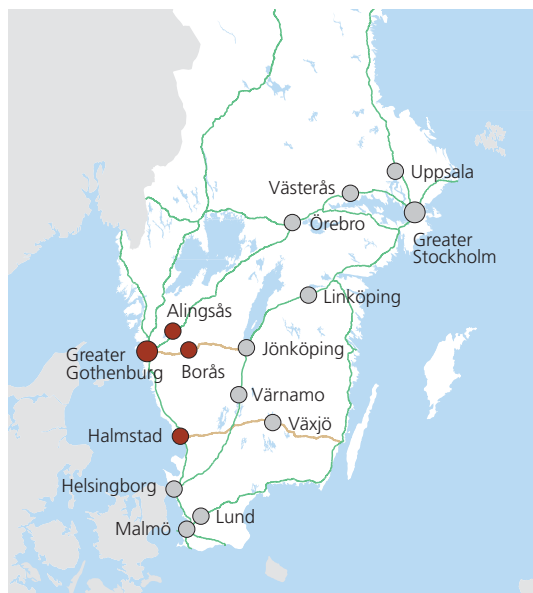 Uppsala
Västerås
Örebro
Greater
Stockholm
Linköping
Alingsås
Greater
Gothenburg
Borås
Jönköping
Värnamo
Växjö
Halmstad
Helsingborg
Lund
Malmö